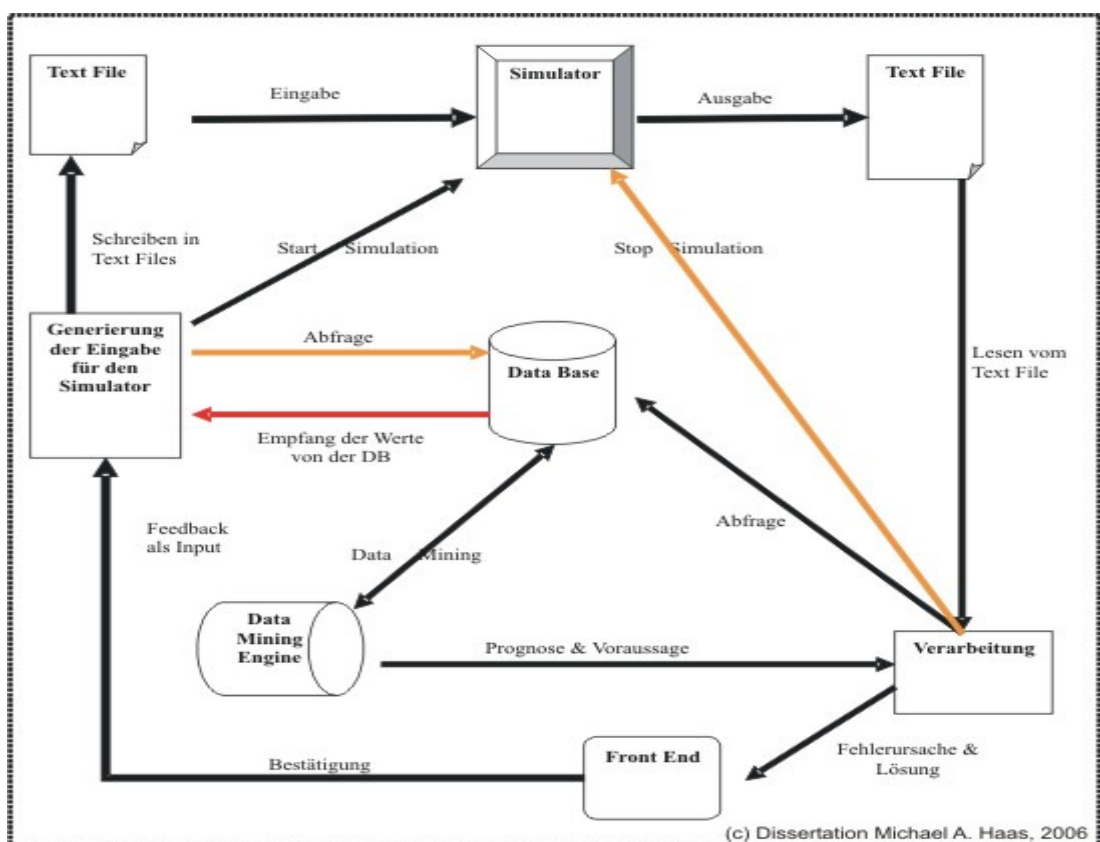 Text File
Simulator
Text File
Eingabe
Ausgabe
Schreiben in
Text Files
Start Simulation
Stop Simulation
Generierung
der Eingabe
für den
Simulator
Abfrage
Data Base
Lesen vom
Text File
Empfang der Werte
von der DB
Feedback
als Input
Abfrage
Data Mining
Data
Mining
Engine
Prognose & Voraussage
Verarbeitung
Fehlerursache &
Lösung
Front End
Bestätigung
(c) Dissertation Michael A. Haas, 2006